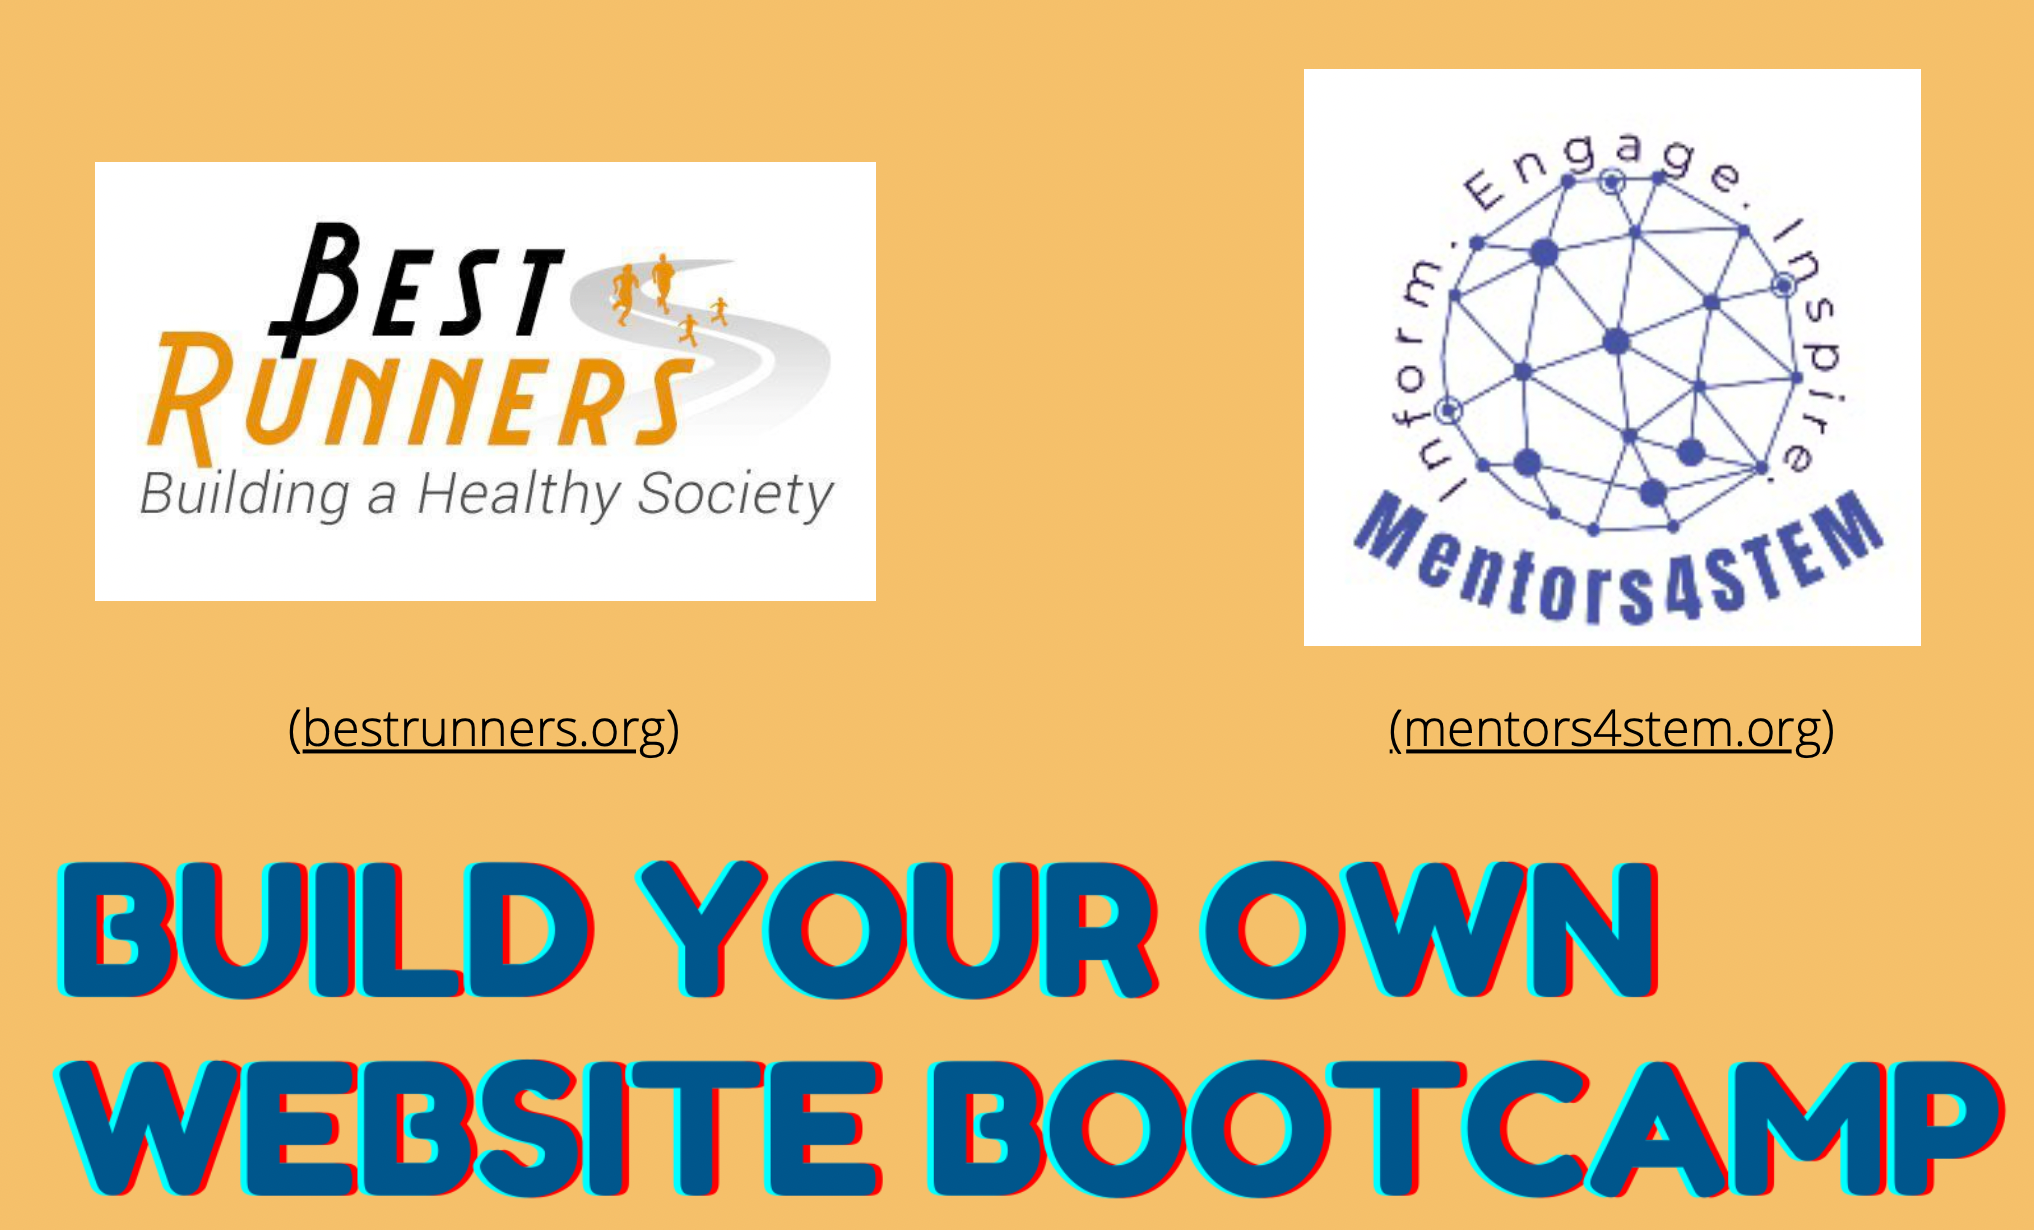 BEST
RUNNERS
Building a Healthy Society
(bestrunners.org)
Inform. Engage. Inspire.
Mentors4STEM
(mentors4stem.org)
BUILD YOUR OWN
WEBSITE BOOTCAMP